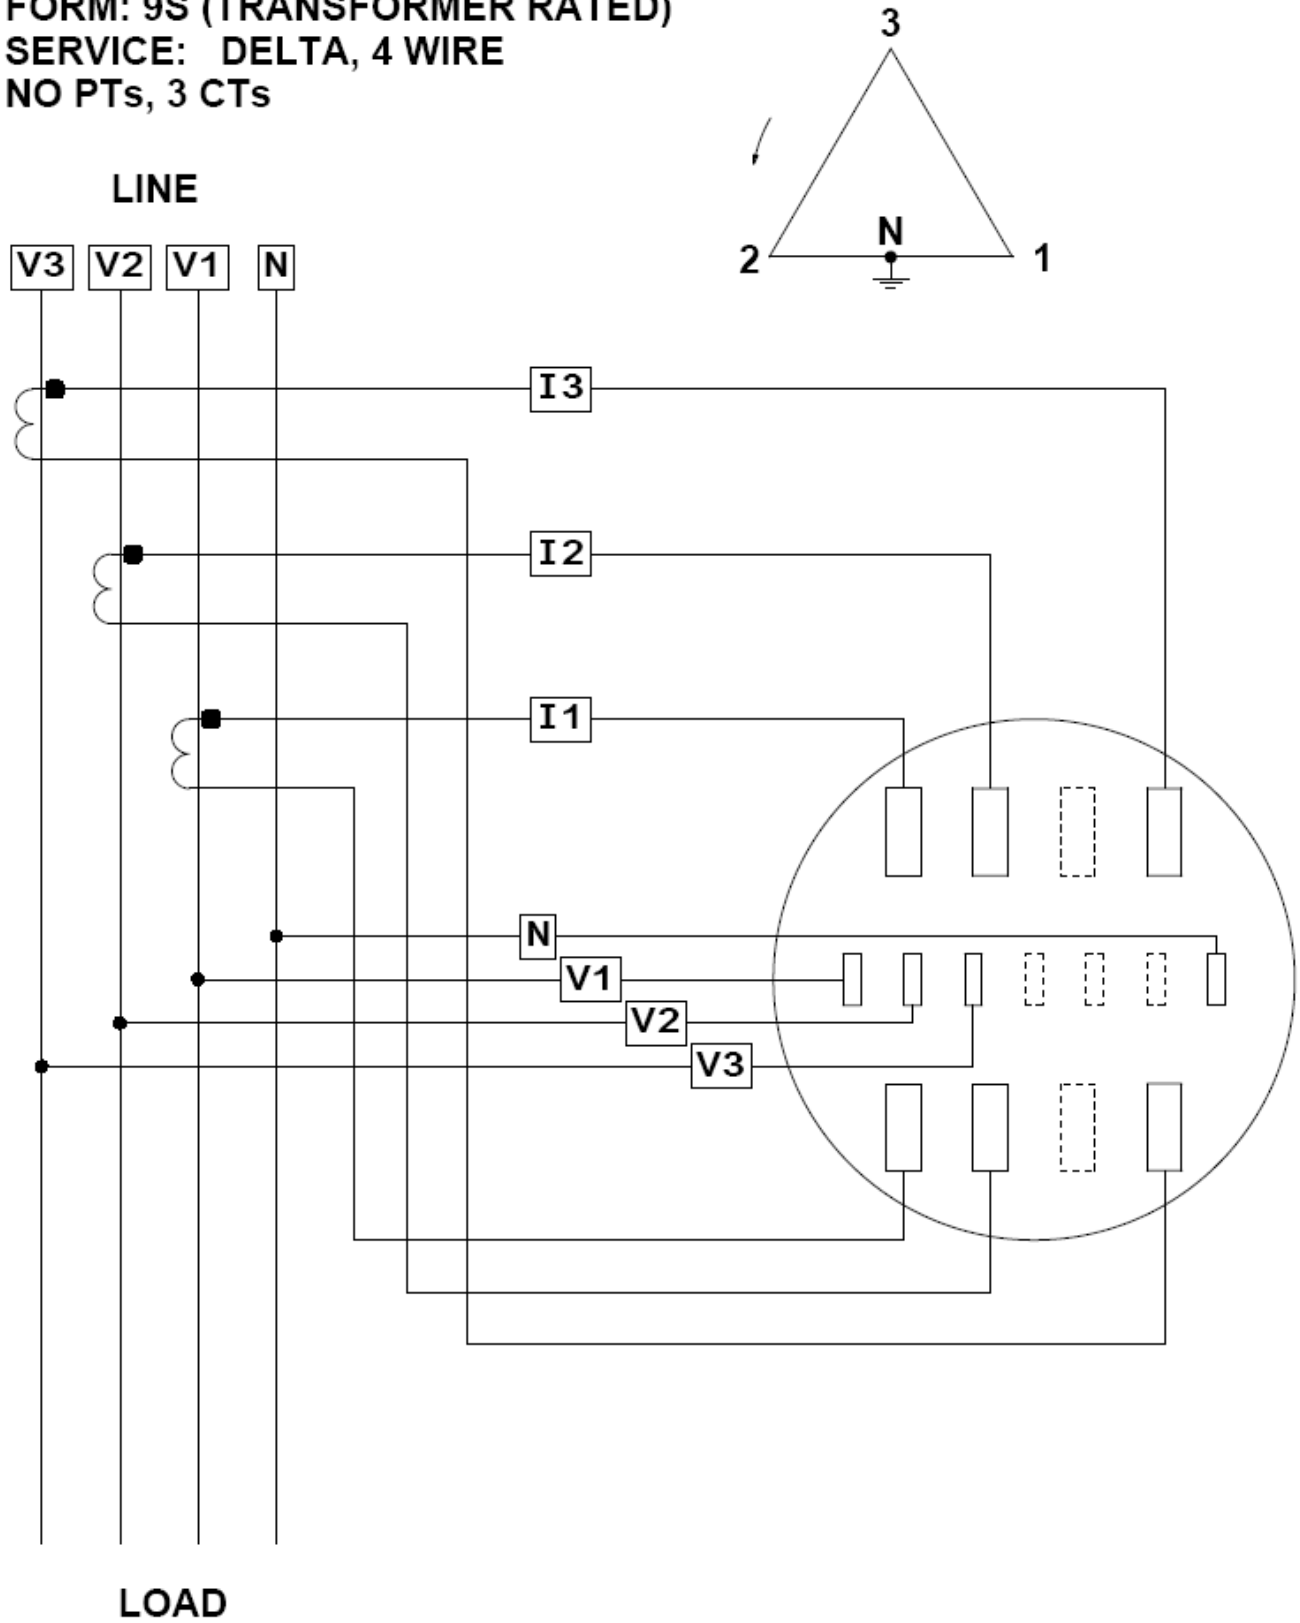 FORM: 9S (TRANSFORMER RATED)
SERVICE: DELTA, 4 WIRE
NO PTs, 3 CTs
3
LINE
N
2
1
V3 V2 V1 N
I3
I2
I1
N
V1
V2
V3
LOAD